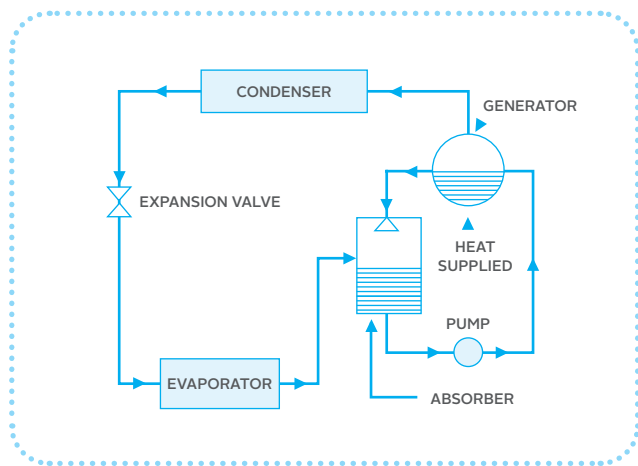 CONDENSER
GENERATOR
EXPANSION VALVE
HEAT
SUPPLIED
PUMP
EVAPORATOR
ABSORBER